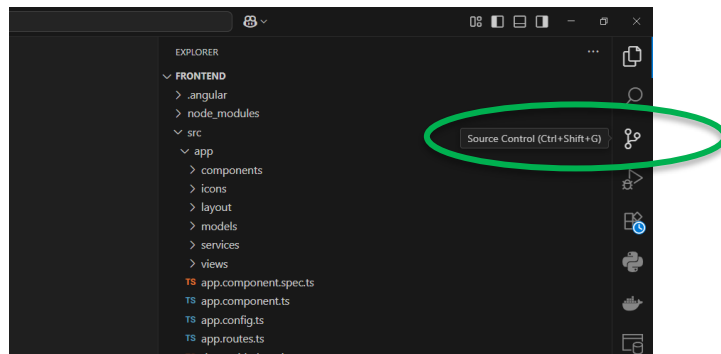 EXPLORER
FRONTEND
.angular
node_modules
src
Source Control (Ctrl+Shift+G)
app
components
icons
layout
models
services
views
TS app.component.spec.ts
TS app.component.ts
TS app.config.ts
TS app.routes.ts